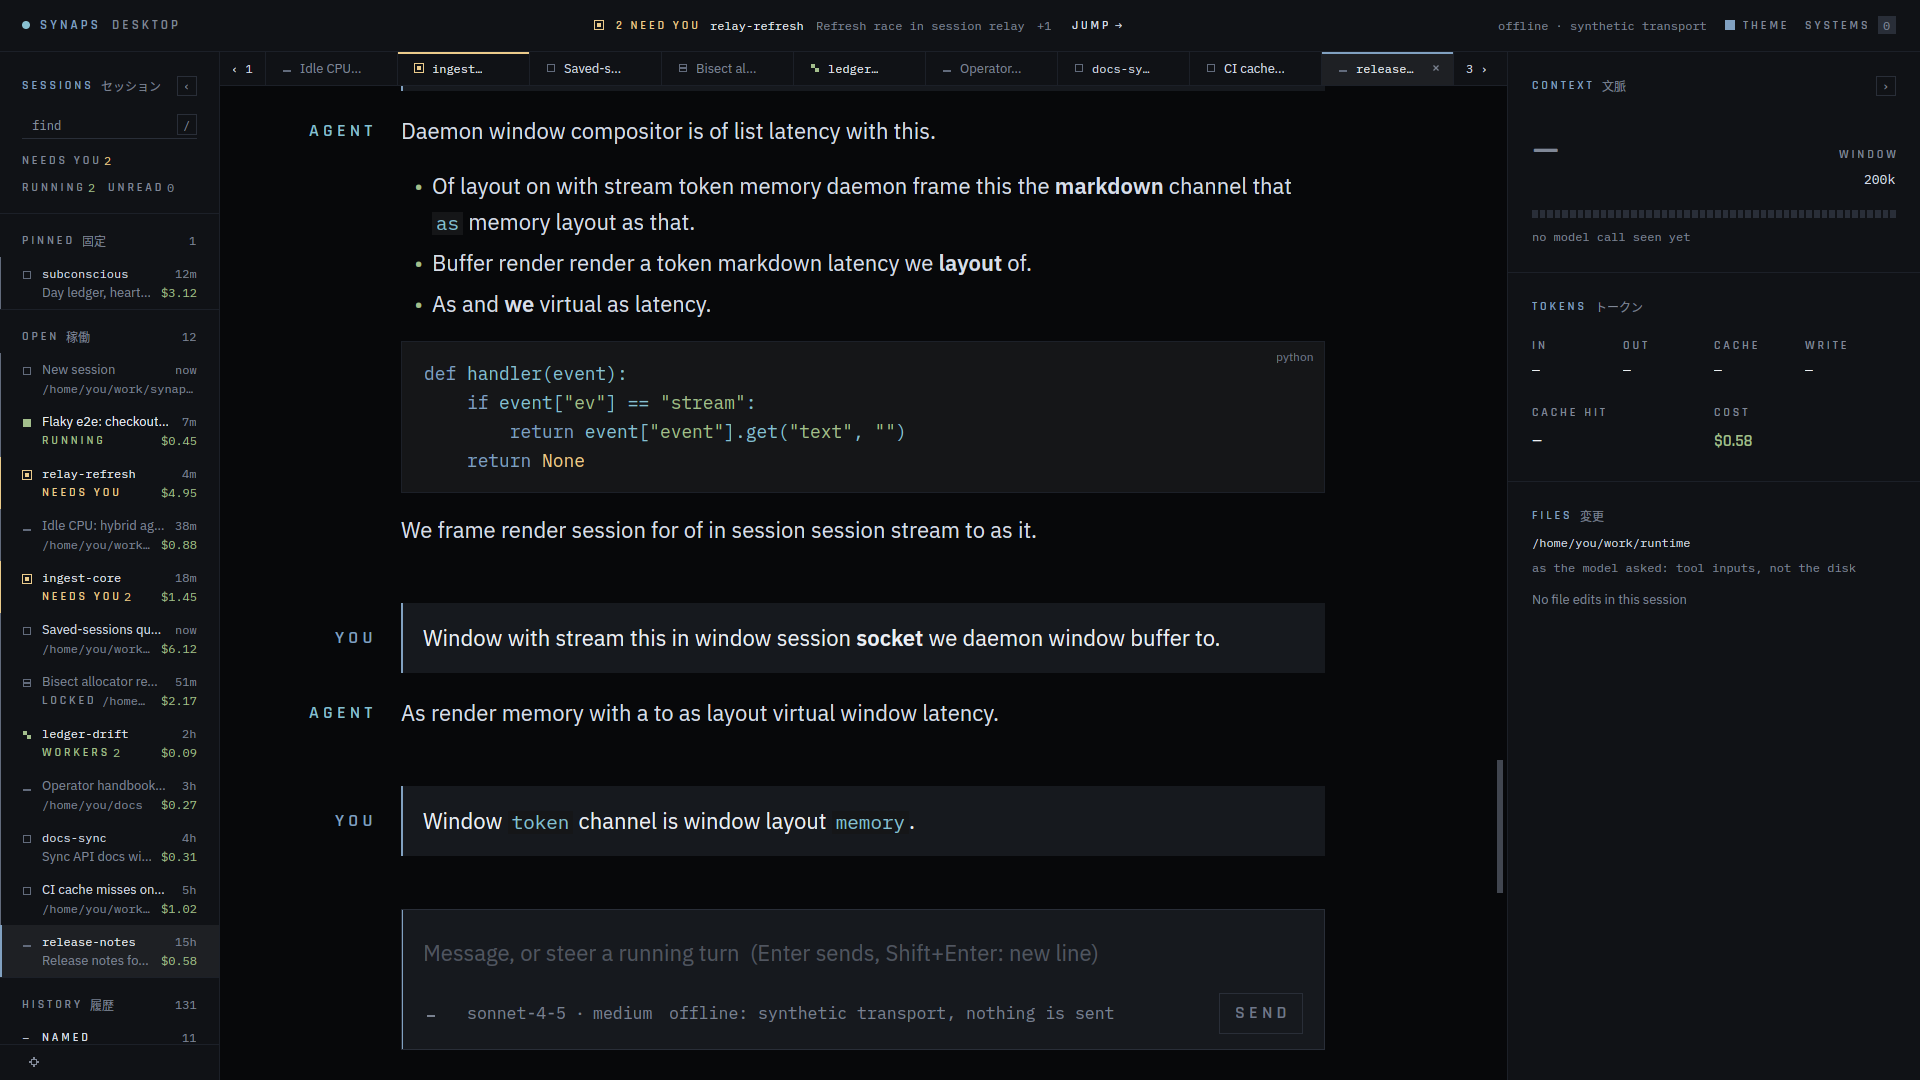 SYNAPS DESKTOP
2 NEED YOU relay-refresh Refresh race in session relay +1 JUMP →
offline · synthetic transport THEME SYSTEMS 0
SESSIONS セッション ‹
find /
NEEDS YOU 2
RUNNING 2 UNREAD 0
PINNED 固定 1
subconscious 12m
Day ledger, heart… $3.12
OPEN 稼働 12
New session now
/home/you/work/synap…
Flaky e2e: checkout… 7m
RUNNING $0.45
relay-refresh 4m
NEEDS YOU $4.95
Idle CPU: hybrid ag… 38m
/home/you/work… $0.88
ingest-core 18m
NEEDS YOU 2 $1.45
Saved-sessions qu… now
/home/you/work… $6.12
Bisect allocator re… 51m
LOCKED /home… $2.17
ledger-drift 2h
WORKERS 2 $0.09
Operator handbook… 3h
/home/you/docs $0.27
docs-sync 4h
Sync API docs wi… $0.31
CI cache misses on… 5h
/home/you/work… $1.02
release-notes 15h
Release notes fo… $0.58
HISTORY 履歴 131
– NAMED 11
‹ 1 Idle CPU… ingest… Saved-s… Bisect al… ledger… Operator… docs-sy… CI cache… release… × 3 ›
AGENT Daemon window compositor is of list latency with this.
• Of layout on with stream token memory daemon frame this the markdown channel that
as memory layout as that.
• Buffer render render a token markdown latency we layout of.
• As and we virtual as latency.
python
def handler(event):
if event["ev"] == "stream":
return event["event"].get("text", "")
return None
We frame render session for of in session session stream to as it.
YOU Window with stream this in window session socket we daemon window buffer to.
AGENT As render memory with a to as layout virtual window latency.
YOU Window token channel is window layout memory.
Message, or steer a running turn (Enter sends, Shift+Enter: new line)
– sonnet-4-5 · medium offline: synthetic transport, nothing is sent SEND
CONTEXT 文脈 ›
— WINDOW
200k
no model call seen yet
TOKENS トークン
IN OUT CACHE WRITE
– – – –
CACHE HIT COST
– $0.58
FILES 変更
/home/you/work/runtime
as the model asked: tool inputs, not the disk
No file edits in this session